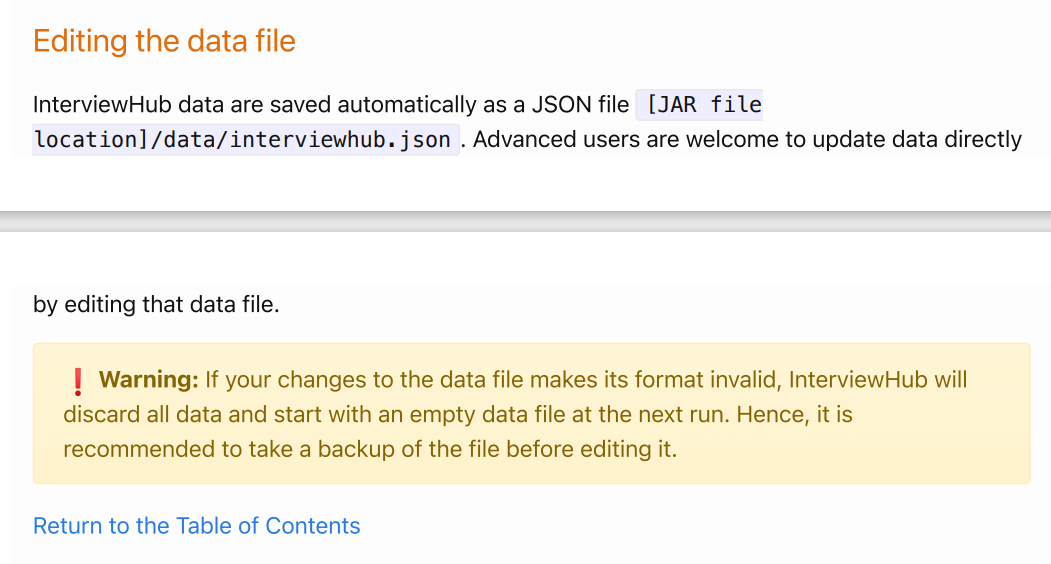 Editing the data file
InterviewHub data are saved automatically as a JSON file [JAR file
location]/data/interviewhub.json . Advanced users are welcome to update data directly
by editing that data file.
❗ Warning: If your changes to the data file makes its format invalid, InterviewHub will
discard all data and start with an empty data file at the next run. Hence, it is
recommended to take a backup of the file before editing it.
Return to the Table of Contents